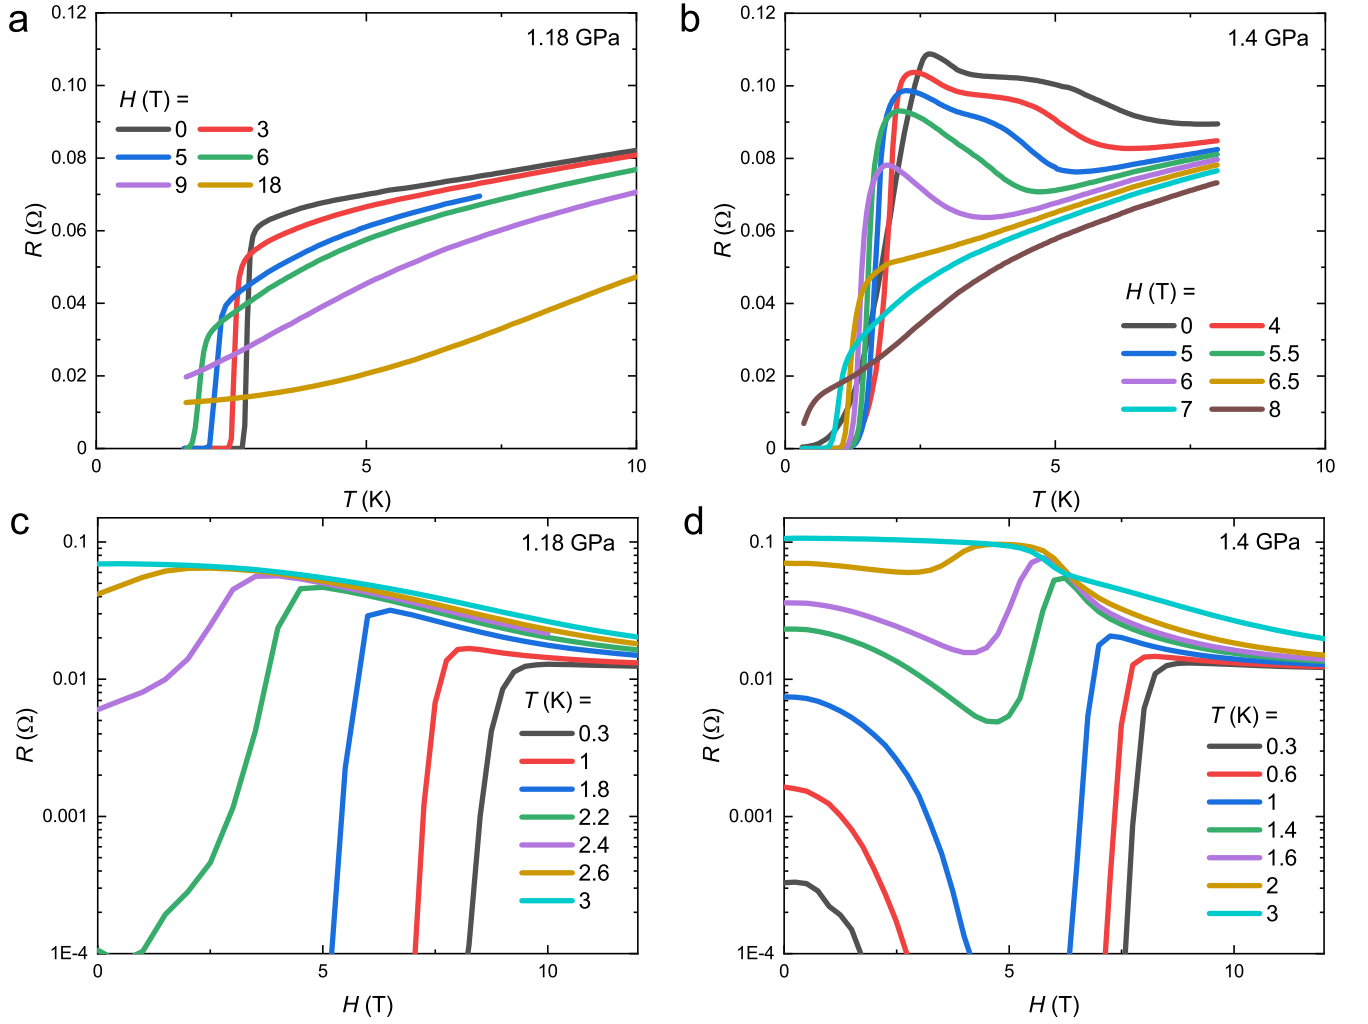 a
1.18 GPa
H (T) =
0 3
5 6
9 18
0.12
0.10
0.08
0.06
0.04
0.02
0
R (Ω)
0 5 10
T (K)
b
1.4 GPa
H (T) =
0 4
5 5.5
6 6.5
7 8
0.12
0.10
0.08
0.06
0.04
0.02
0
R (Ω)
0 5 10
T (K)
c
1.18 GPa
T (K) =
0.3
1
1.8
2.2
2.4
2.6
3
0.1
0.01
0.001
1E-4
R (Ω)
0 5 10
H (T)
d
1.4 GPa
T (K) =
0.3
0.6
1
1.4
1.6
2
3
0.1
0.01
0.001
1E-4
R (Ω)
0 5 10
H (T)